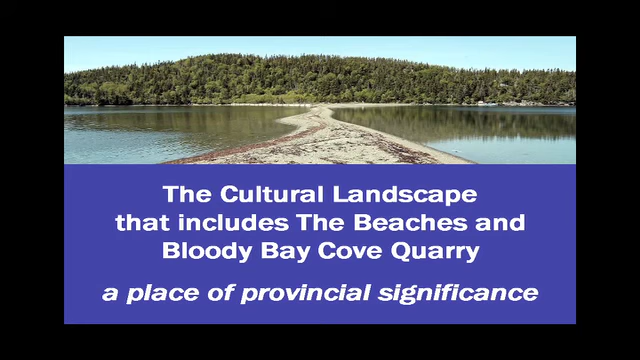 The Cultural Landscape
that includes The Beaches and
Bloody Bay Cove Quarry
a place of provincial significance